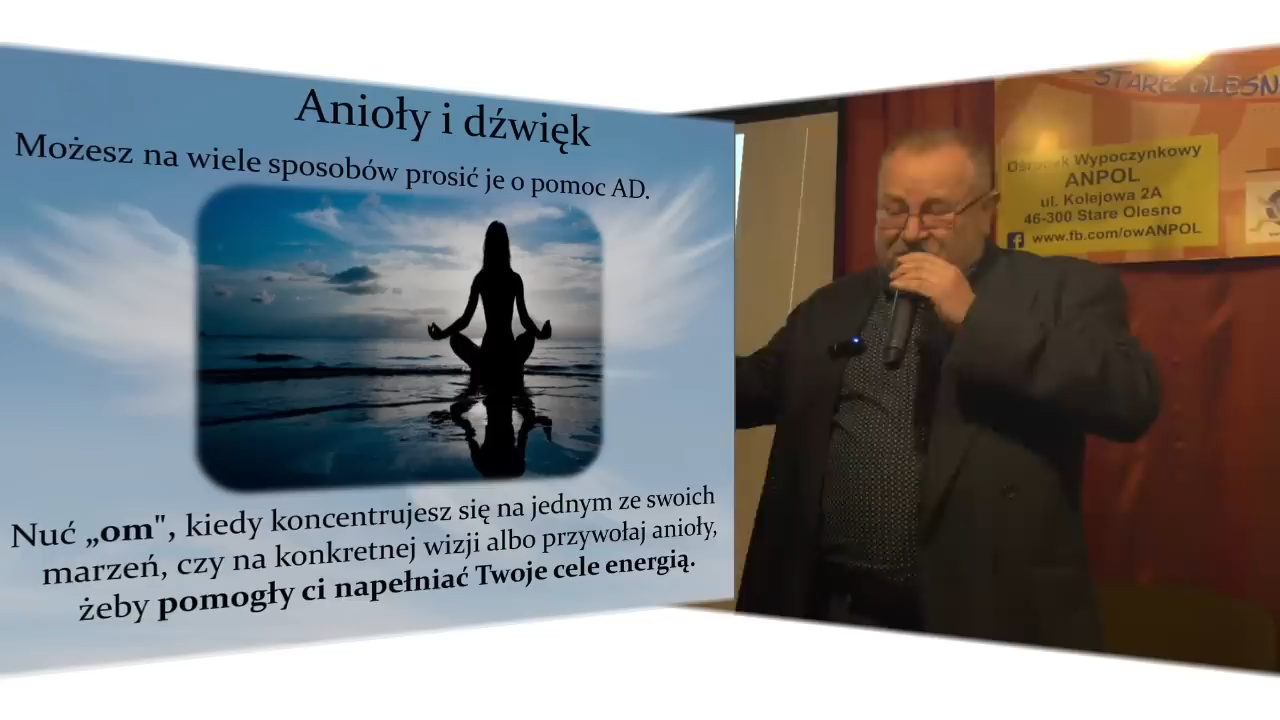 Anioły i dźwięk
Możesz na wiele sposobów prosić je o pomoc AD.
Nuć „om", kiedy koncentrujesz się na jednym ze swoich
marzeń, czy na konkretnej wizji albo przywołaj anioły,
żeby pomogły ci napełniać Twoje cele energią.
STARE OLESN
Ośrodek Wypoczynkowy
ANPOL
ul. Kolejowa 2A
46-300 Stare Olesno
f www.fb.com/owANPOL